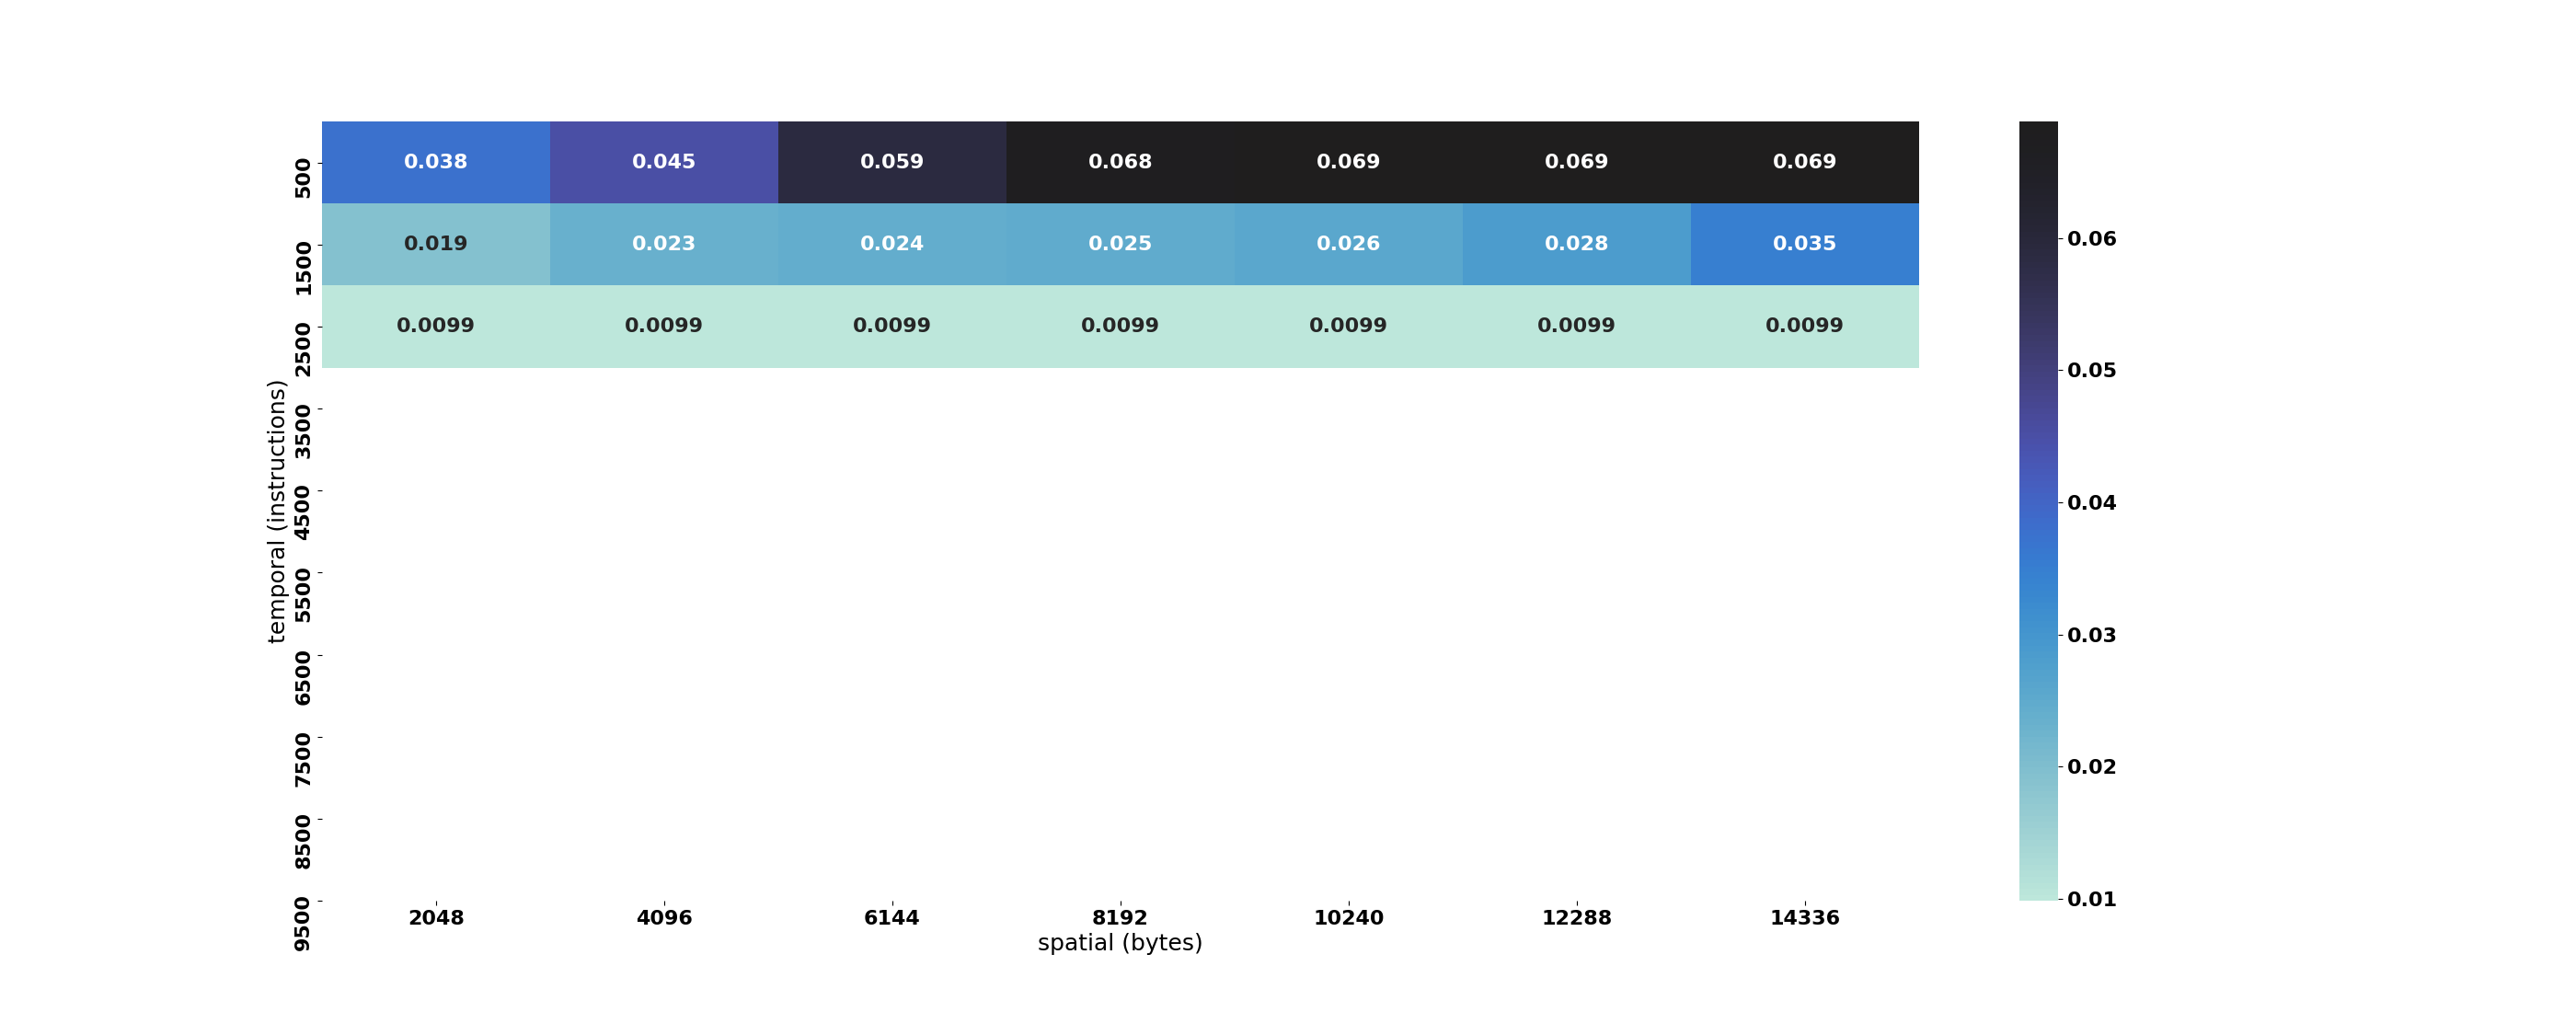 500 0.038 0.045 0.059 0.068 0.069 0.069 0.069
1500 0.019 0.023 0.024 0.025 0.026 0.028 0.035
2500 0.0099 0.0099 0.0099 0.0099 0.0099 0.0099 0.0099
3500
4500
5500
6500
7500
8500
9500
temporal (instructions)
2048 4096 6144 8192 10240 12288 14336
spatial (bytes)
0.06
0.05
0.04
0.03
0.02
0.01